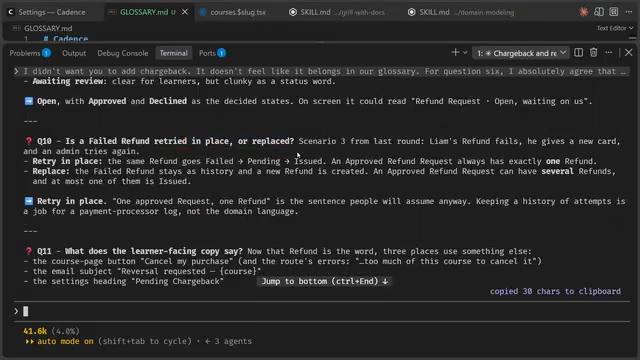 Settings — Cadence
GLOSSARY.md U
courses.$slug.tsx
SKILL.md .../grill-with-docs
SKILL.md .../domain-modeling
Text Editor
1 # Cadence
Problems 1 Output Debug Console Terminal Ports 1
1: ✳ Chargeback and re
> I didn't want you to add chargeback. It doesn't feel like it belongs in our glossary. For question six, I absolutely agree that …
- Awaiting review: clear for learners, but clunky as a status word.
➡ Open, with Approved and Declined as the decided states. On screen it could read "Refund Request · Open, waiting on us".
---
❓ Q10 - Is a Failed Refund retried in place, or replaced? Scenario 3 from last round: Liam's Refund fails, he gives a new card,
and an admin tries again.
- Retry in place: the same Refund goes Failed → Pending → Issued. An Approved Refund Request always has exactly one Refund.
- Replace: the Failed Refund stays as history and a new Refund is created. An Approved Refund Request can have several Refunds,
and at most one of them is Issued.
➡ Retry in place. "One approved Request, one Refund" is the sentence people will assume anyway. Keeping a history of attempts is
a job for a payment-processor log, not the domain language.
---
❓ Q11 - What does the learner-facing copy say? Now that Refund is the word, three places use something else:
- the course-page button "Cancel my purchase" (and the route's errors: "…too much of this course to cancel it")
- the email subject "Reversal requested — {course}"
- the settings heading "Pending Chargeback"
Jump to bottom (ctrl+End) ↓
copied 30 chars to clipboard
>
41.6k (4.0%)
⏵⏵ auto mode on (shift+tab to cycle) · ← 3 agents